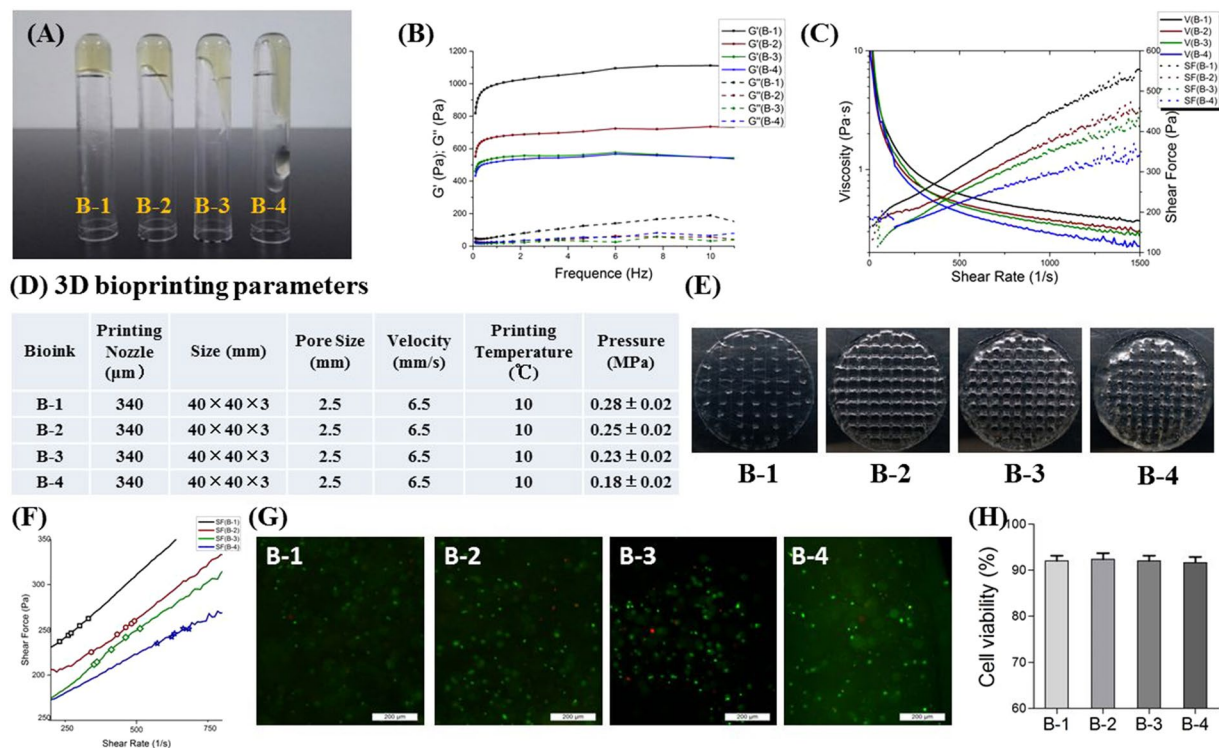 (A)
B-1 B-2 B-3 B-4
(B)
G'(B-1)
G'(B-2)
G'(B-3)
G'(B-4)
G''(B-1)
G''(B-2)
G''(B-3)
G''(B-4)
1200
1000
800
600
400
200
0
G' (Pa); G'' (Pa)
0 2 4 6 8 10
Frequence (Hz)
(C)
V(B-1)
V(B-2)
V(B-3)
V(B-4)
SF(B-1)
SF(B-2)
SF(B-3)
SF(B-4)
10
1
Viscosity (Pa·s)
600
550
500
450
400
350
300
250
200
150
100
Shear Force (Pa)
0 500 1000 1500
Shear Rate (1/s)
(D) 3D bioprinting parameters
Bioink Printing Nozzle (μm） Size (mm) Pore Size (mm) Velocity (mm/s) Printing Temperature (℃) Pressure (MPa)
B-1 340 40×40×3 2.5 6.5 10 0.28±0.02
B-2 340 40×40×3 2.5 6.5 10 0.25±0.02
B-3 340 40×40×3 2.5 6.5 10 0.23±0.02
B-4 340 40×40×3 2.5 6.5 10 0.18±0.02
(E)
B-1 B-2 B-3 B-4
(F)
SF(B-1)
SF(B-2)
SF(B-3)
SF(B-4)
350
300
250
200
250
Shear Force (Pa)
250 500 750
Shear Rate (1/s)
(G)
B-1 B-2 B-3 B-4
200 μm 200 μm 200 μm 200 μm
(H)
100
90
80
70
60
Cell viability (%)
B-1 B-2 B-3 B-4